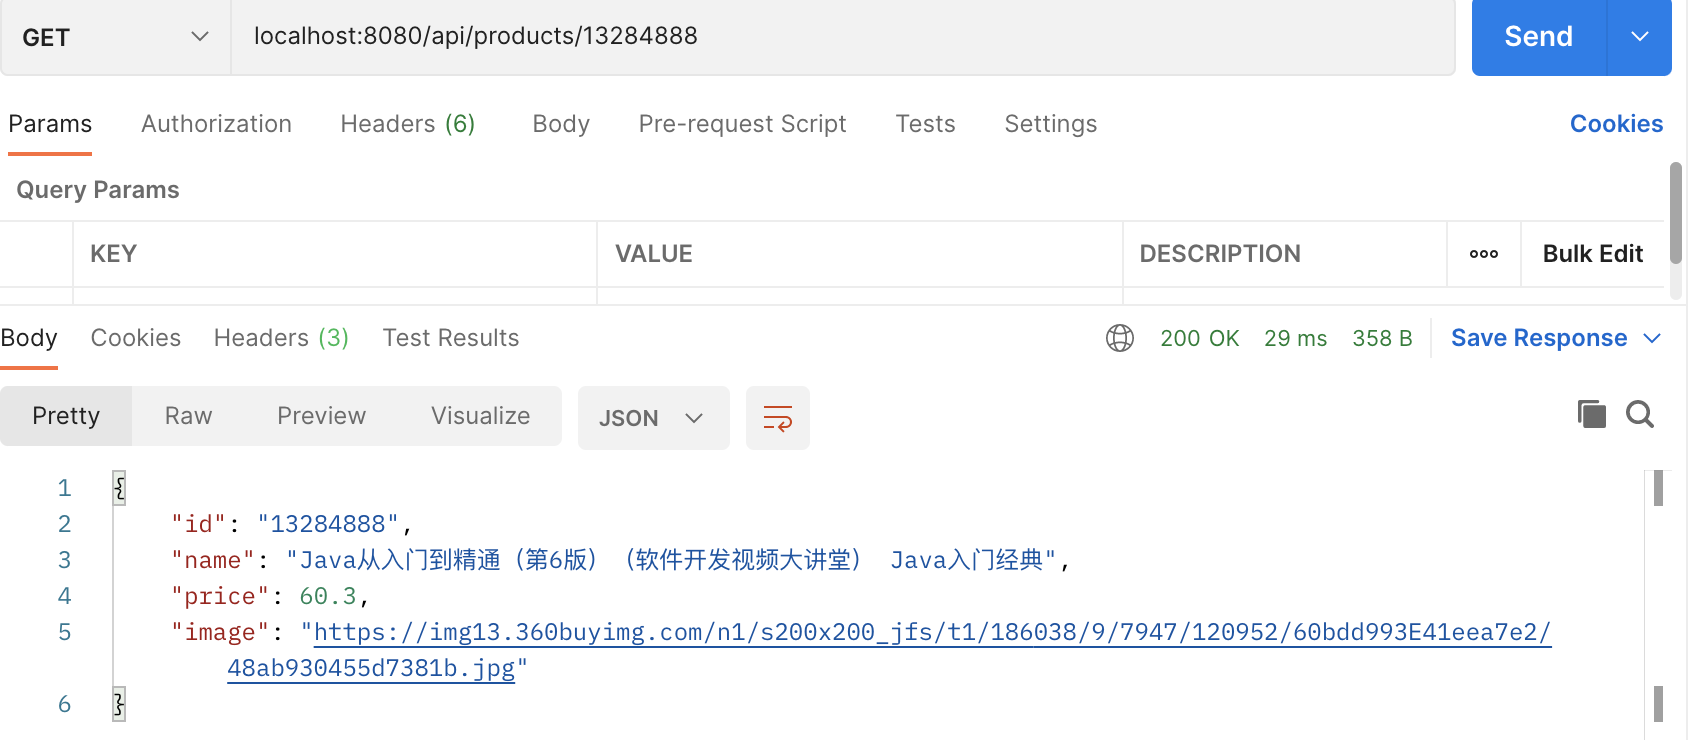 GET localhost:8080/api/products/13284888 Send
Params Authorization Headers (6) Body Pre-request Script Tests Settings Cookies
Query Params
KEY VALUE DESCRIPTION ooo Bulk Edit
Body Cookies Headers (3) Test Results 200 OK 29 ms 358 B Save Response
Pretty Raw Preview Visualize JSON
1 {
2 "id": "13284888",
3 "name": "Java从入门到精通（第6版）（软件开发视频大讲堂） Java入门经典",
4 "price": 60.3,
5 "image": "https://img13.360buyimg.com/n1/s200x200_jfs/t1/186038/9/7947/120952/60bdd993E41eea7e2/
48ab930455d7381b.jpg"
6 }